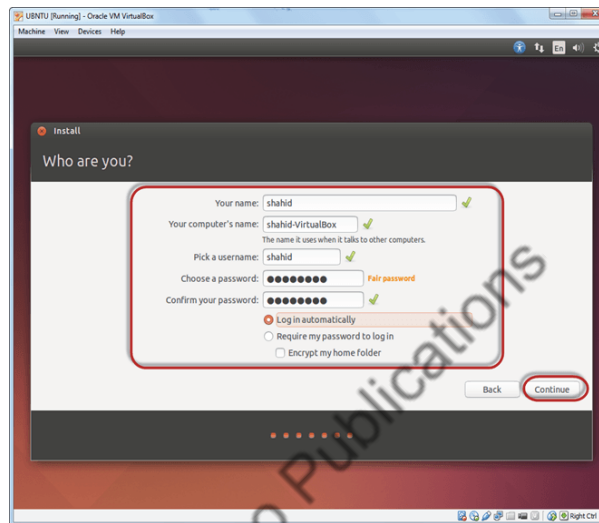 UBNTU [Running] - Oracle VM VirtualBox
Machine View Devices Help
En
Install
Who are you?
Your name: shahid
Your computer's name: shahid-VirtualBox
The name it uses when it talks to other computers.
Pick a username: shahid
Choose a password: ●●●●●●●● Fair password
Confirm your password: ●●●●●●●●
Log in automatically
Require my password to log in
Encrypt my home folder
Back Continue
Publications
Right Ctrl